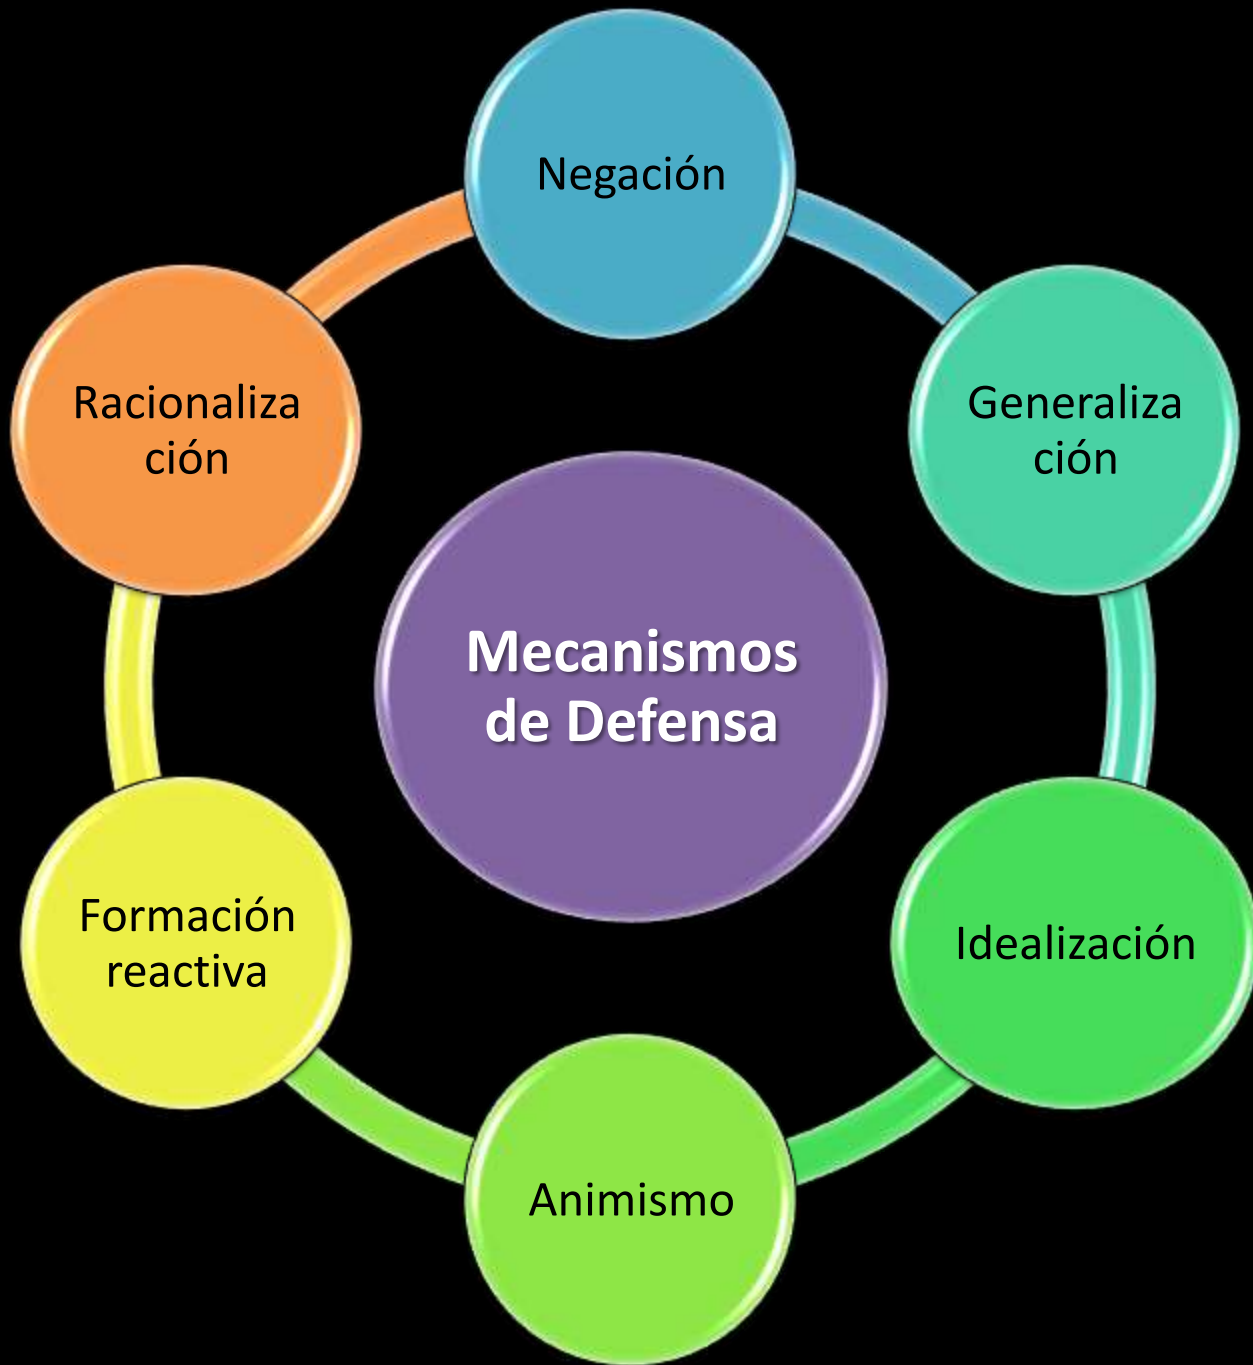 Negación
Racionaliza
ción
Generaliza
ción
Mecanismos
de Defensa
Formación
reactiva
Idealización
Animismo